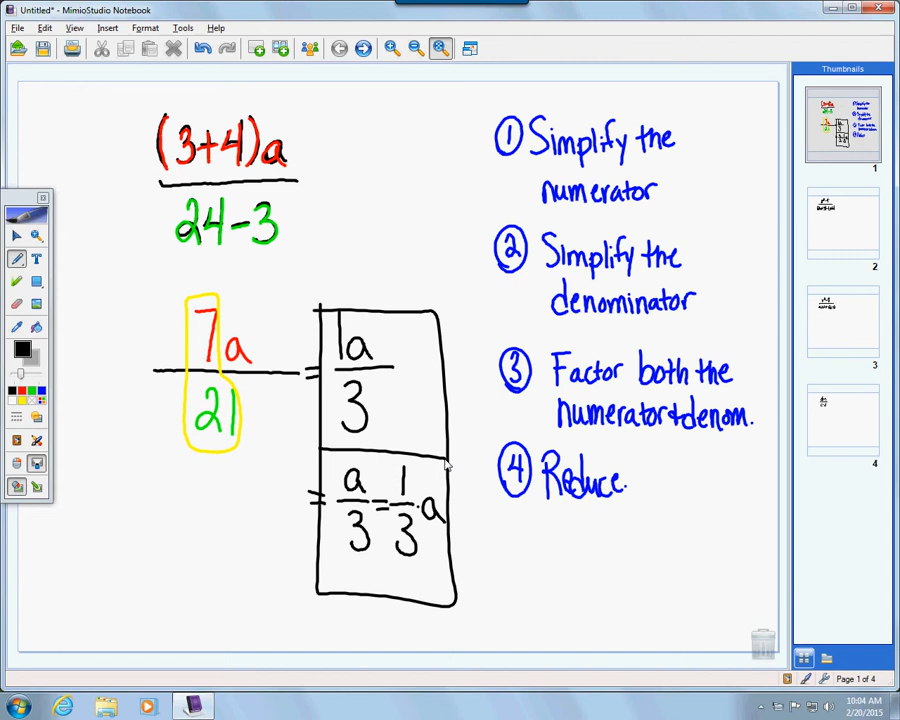 Untitled* - MimioStudio Notebook
File Edit View Insert Format Tools Help
Thumbnails
(3+4)a
24-3
7a
21
= 1a
3
= a/3 = 1/3 · a
① Simplify the
numerator
② Simplify the
denominator
③ Factor both the
numerator + denom.
④ Reduce.
1
2
3
4
Page 1 of 4
10:04 AM
2/20/2015